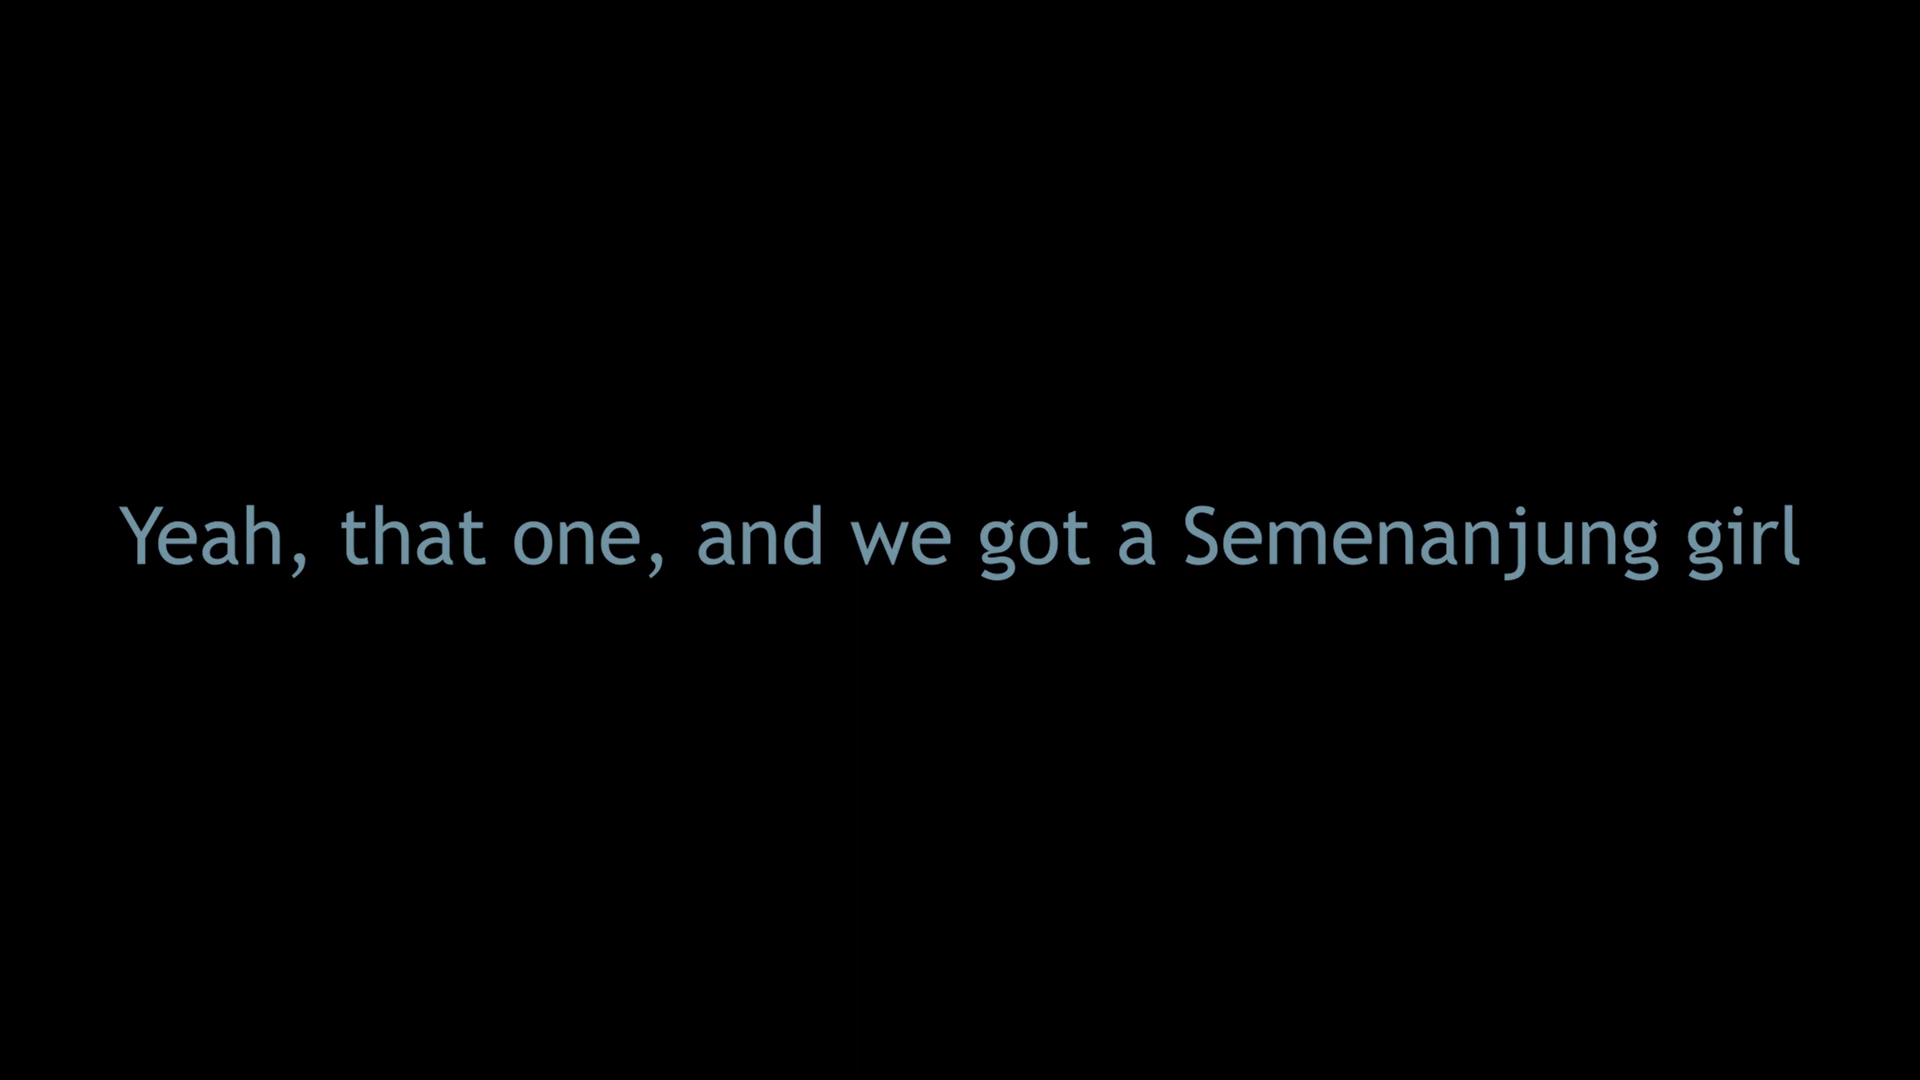 Yeah, that one, and we got a Semenanjung girl